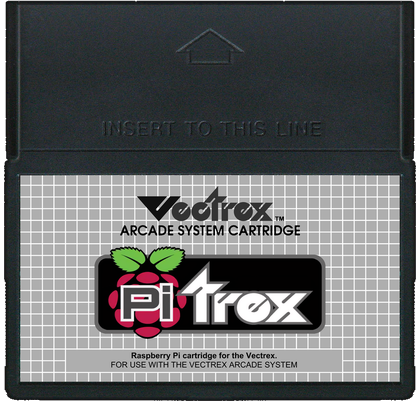 INSERT TO THIS LINE
Vectrex™
ARCADE SYSTEM CARTRIDGE
Pi trex
Raspberry Pi cartridge for the Vectrex.
FOR USE WITH THE VECTREX ARCADE SYSTEM